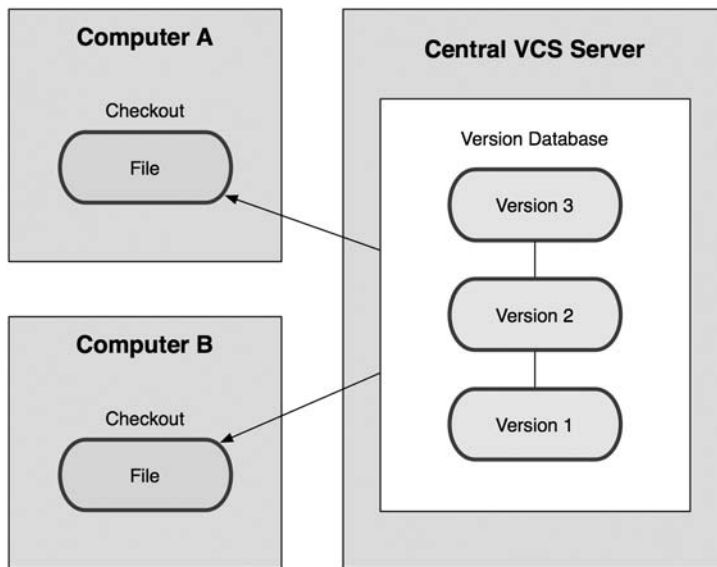 Computer A
Checkout
File
Computer B
Checkout
File
Central VCS Server
Version Database
Version 3
Version 2
Version 1